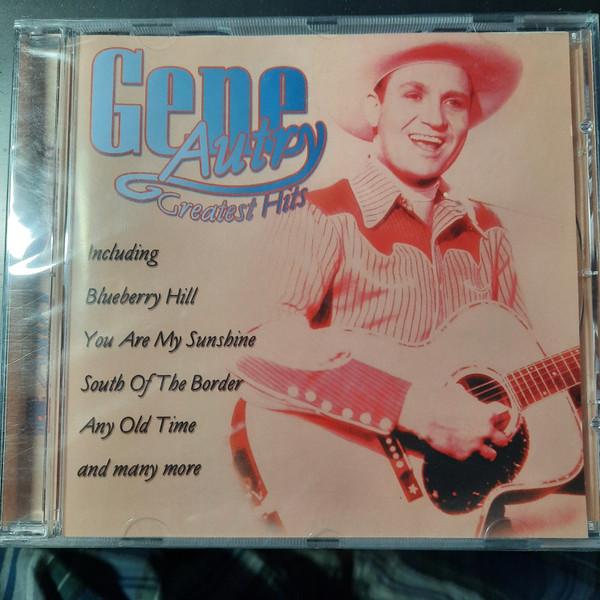 Gene
Autry
Greatest Hits
Including
Blueberry Hill
You Are My Sunshine
South Of The Border
Any Old Time
and many more